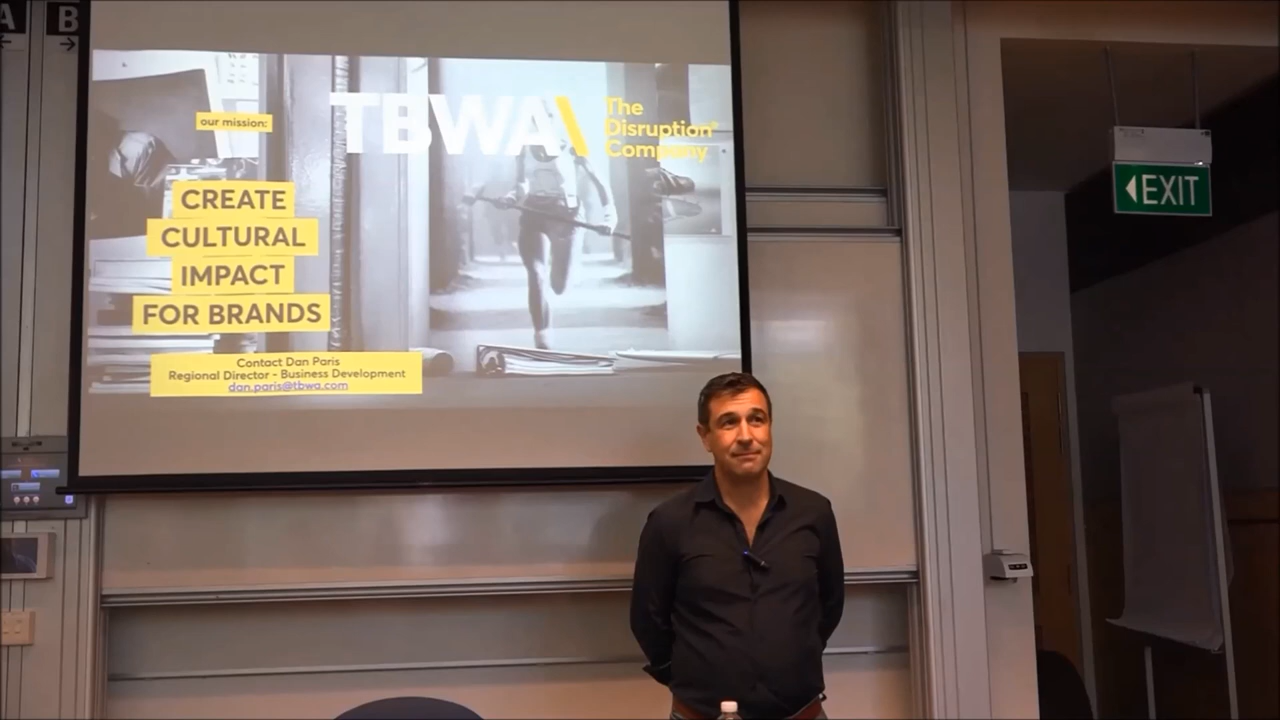 A
B
our mission:
TBWA\
The
Disruption®
Company
CREATE
CULTURAL
IMPACT
FOR BRANDS
Contact Dan Paris
Regional Director - Business Development
dan.paris@tbwa.com
EXIT